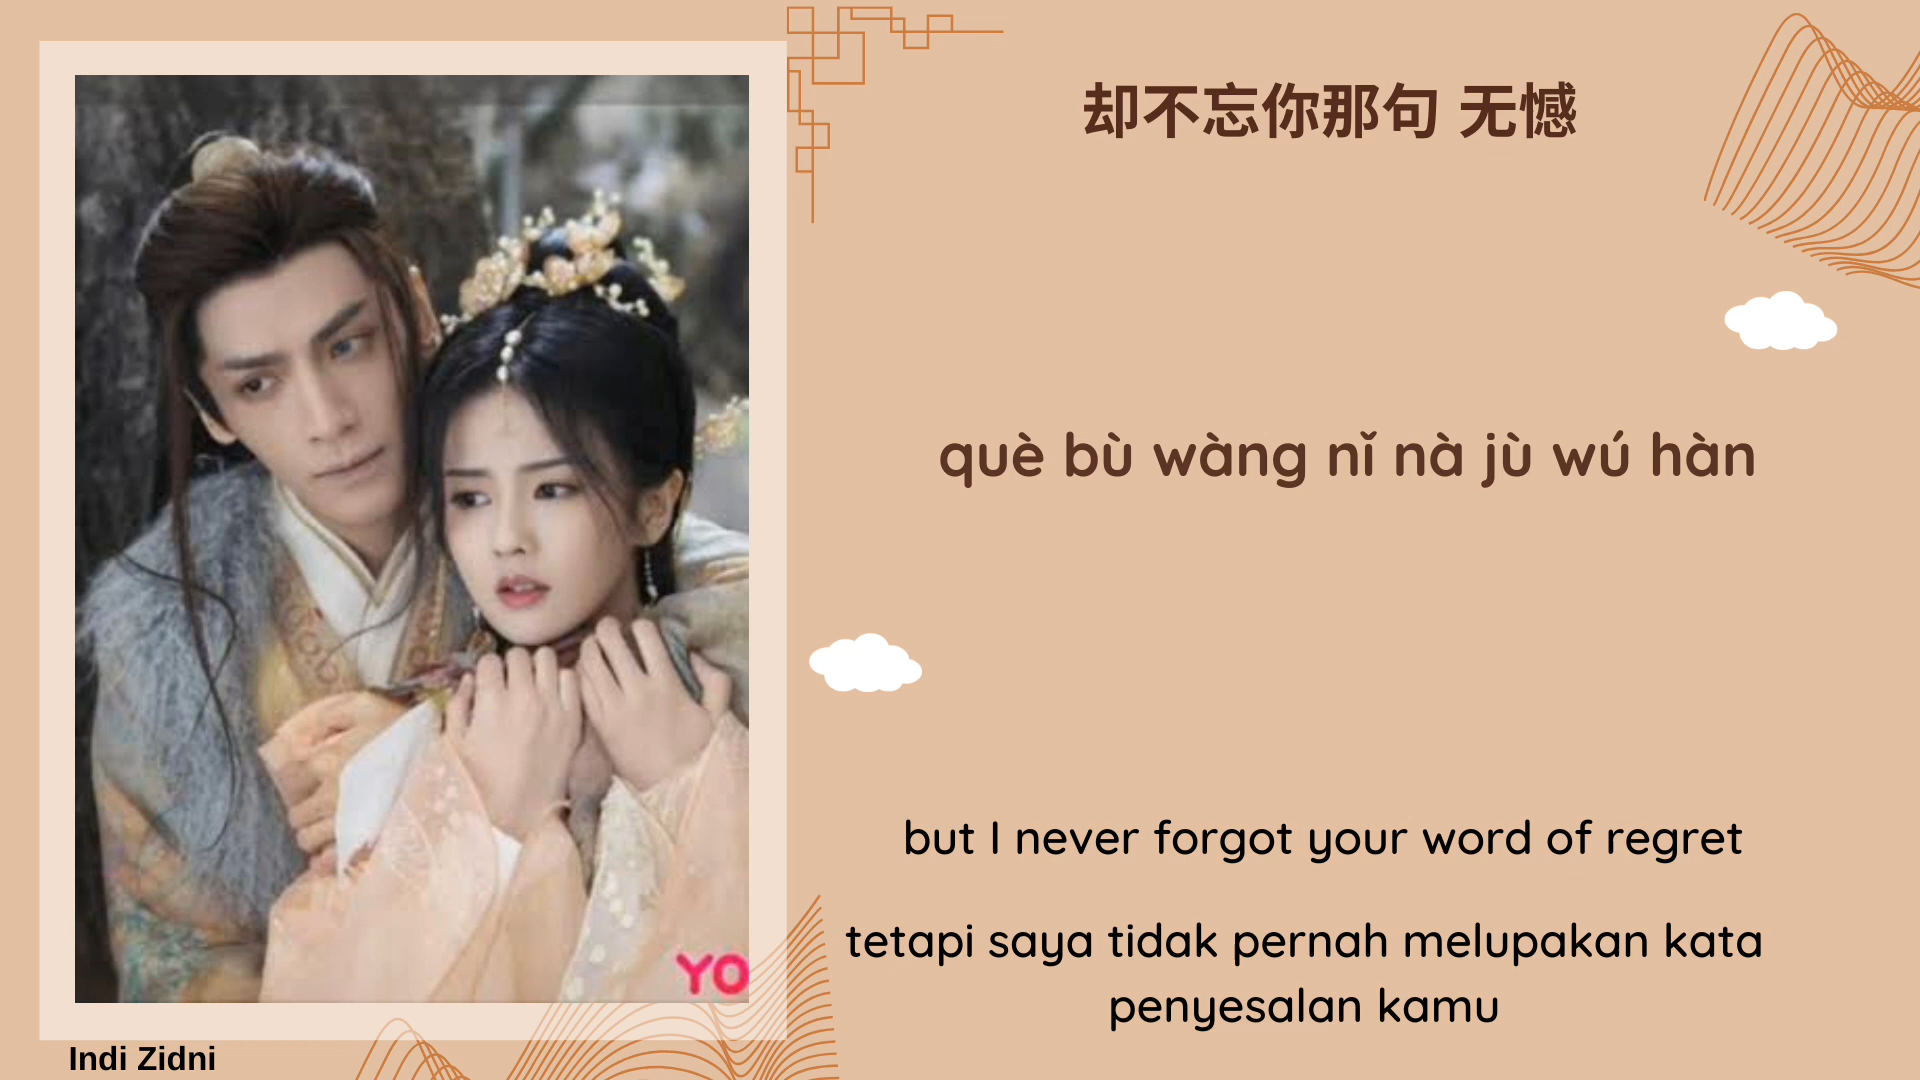 却不忘你那句 无憾
què bù wàng nǐ nà jù wú hàn
but I never forgot your word of regret
tetapi saya tidak pernah melupakan kata
penyesalan kamu
YO
Indi Zidni